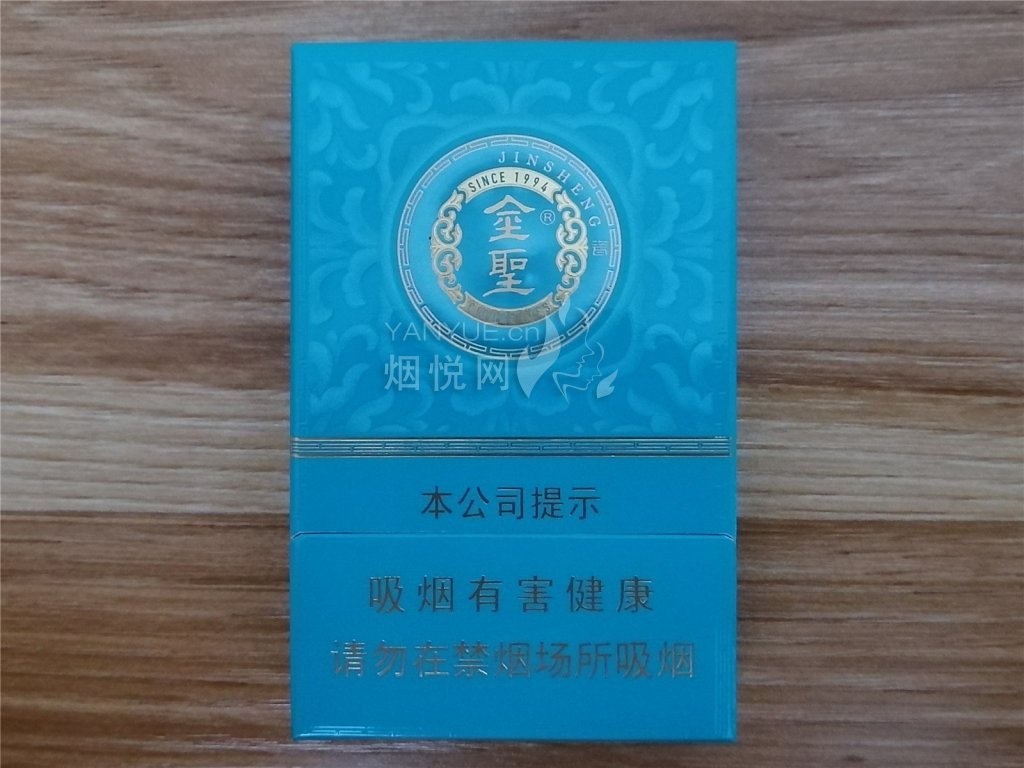 JINSHENG
SINCE 1994
金®
聖
YANYUE.cn
烟悦网
本公司提示
吸烟有害健康
请勿在禁烟场所吸烟